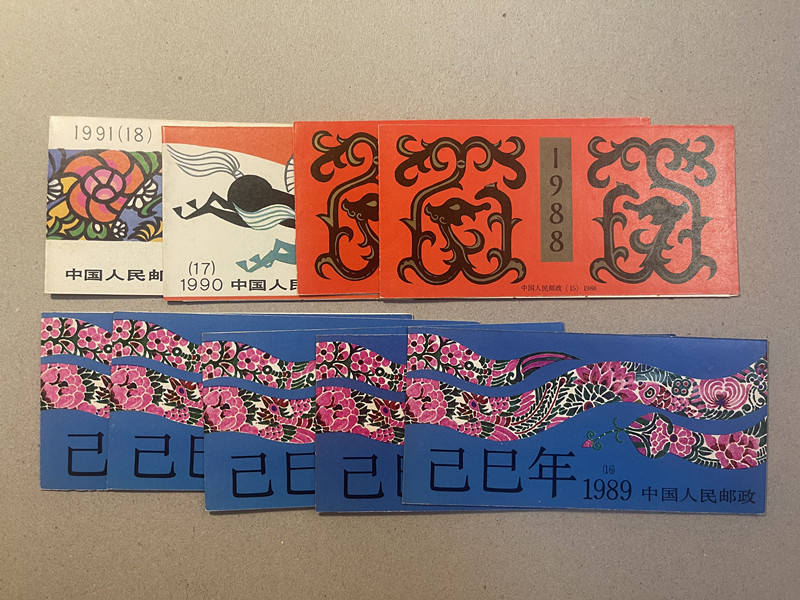 1991(18)
中国人民邮
(17)
1990 中国人民
1988
中国人民邮政 (15) 1988
己
己巳
己巳
己巳
己巳年
(16)
1989 中国人民邮政